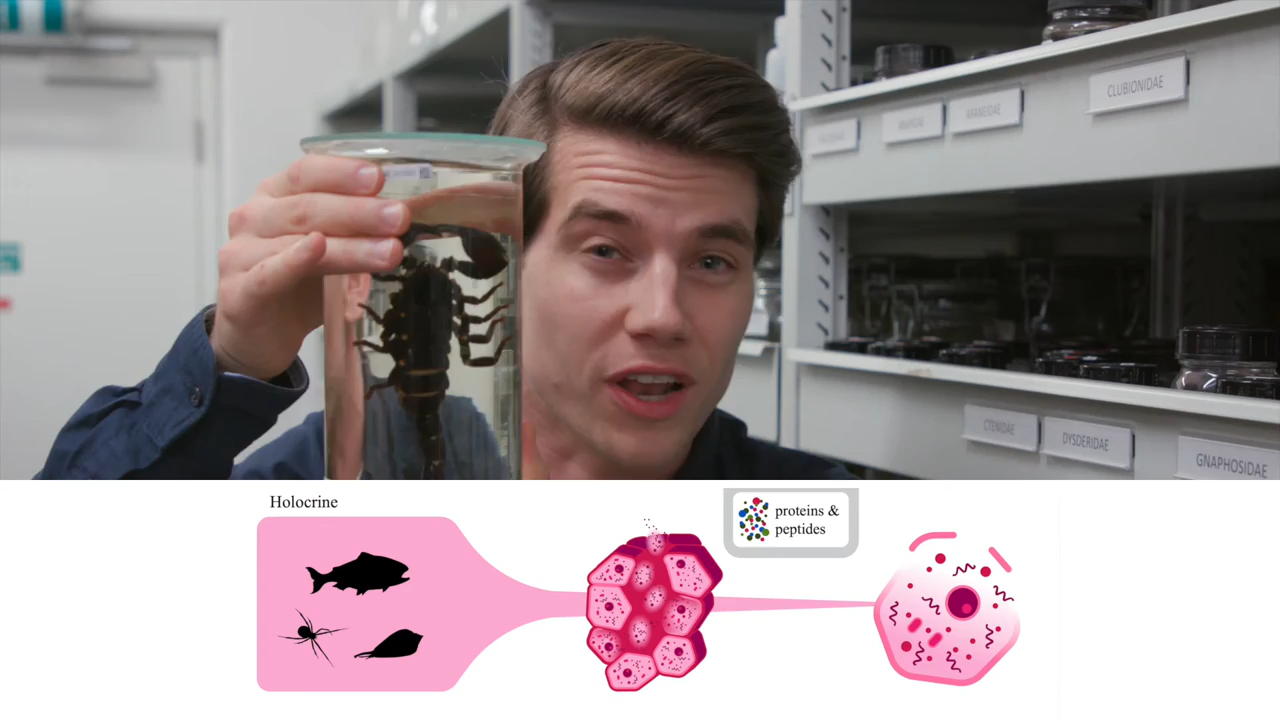 CLUBIONIDAE
ARANEIDAE
CTENIDAE
DYSDERIDAE
GNAPHOSIDAE
Holocrine
proteins &
peptides